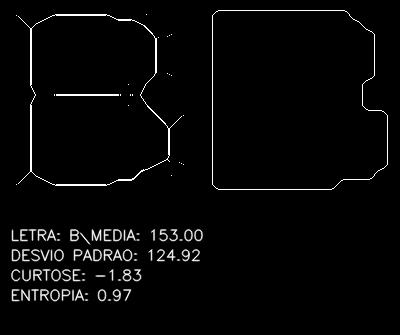 LETRA: B\MEDIA: 153.00
DESVIO PADRAO: 124.92
CURTOSE: -1.83
ENTROPIA: 0.97